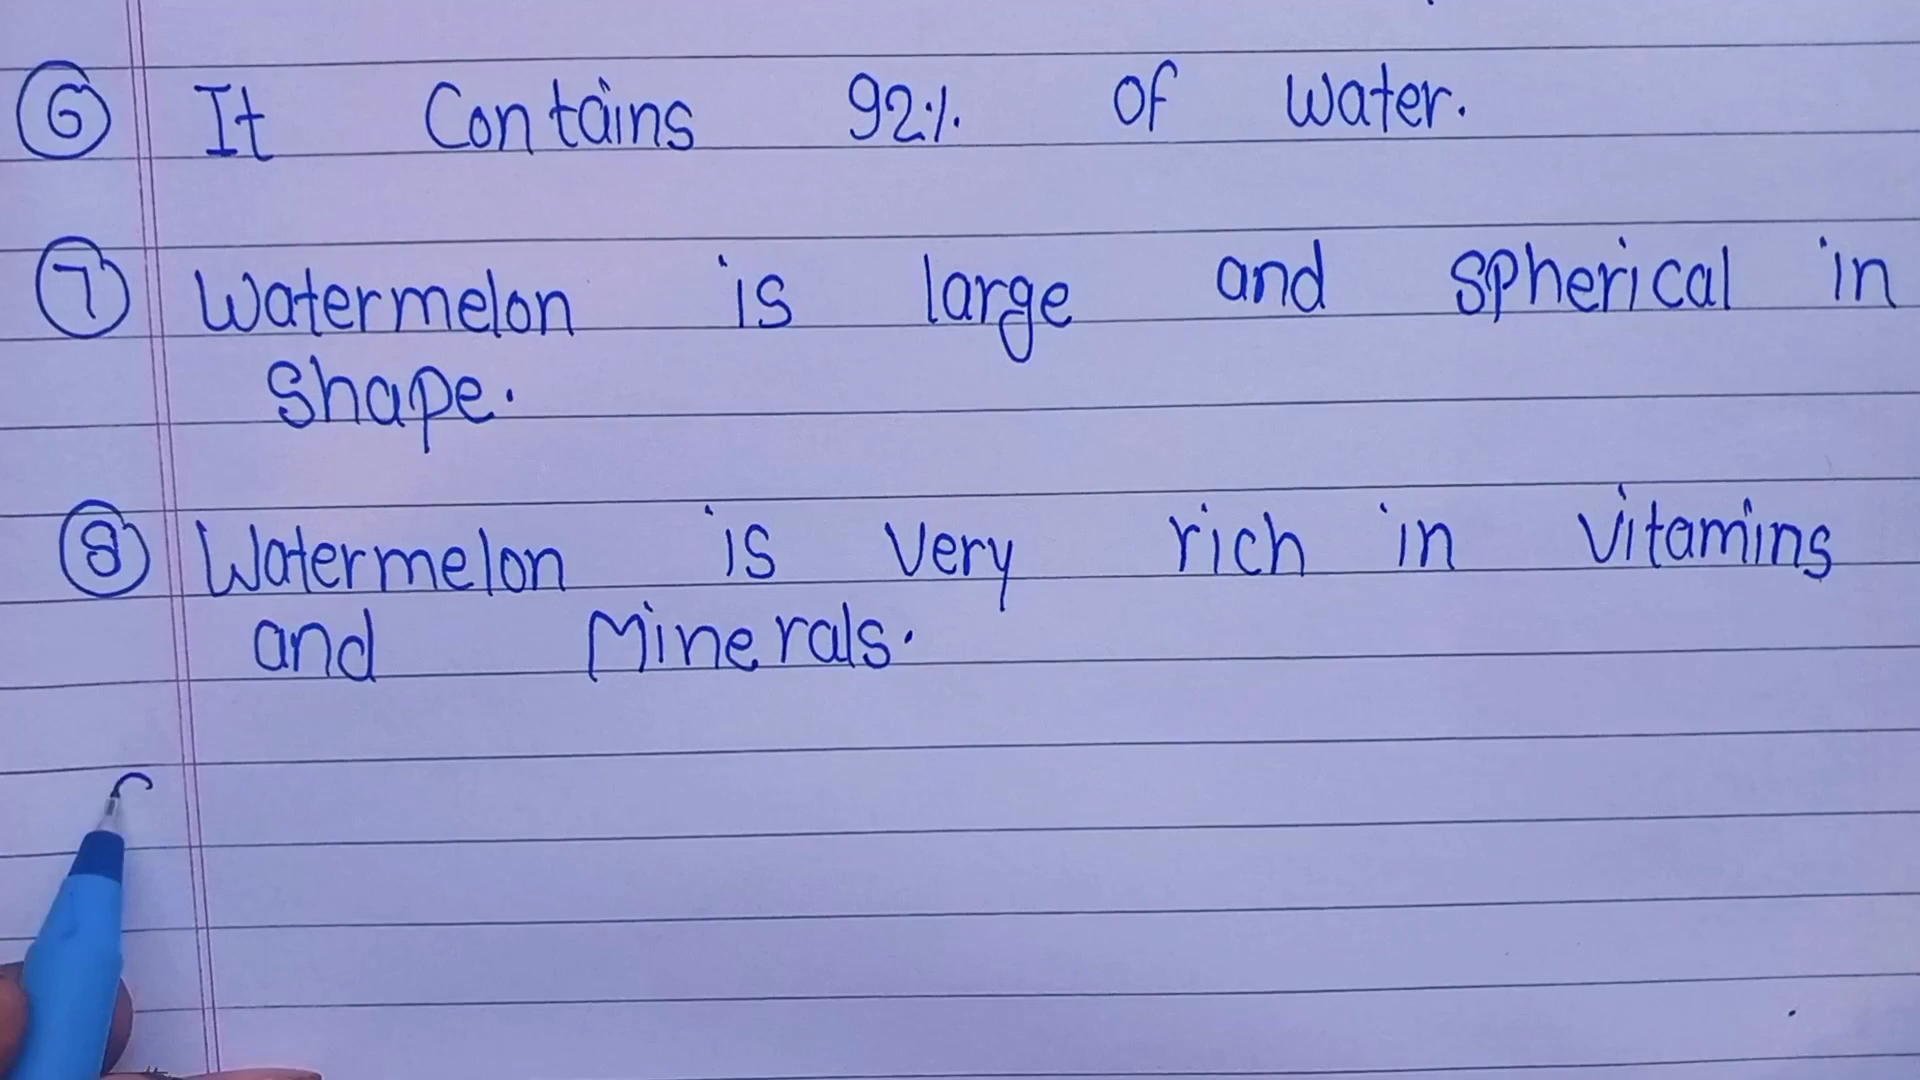 6 It Contains 92% of water.
7 Watermelon is large and spherical in
shape.
8 Watermelon is very rich in vitamins
and Minerals.